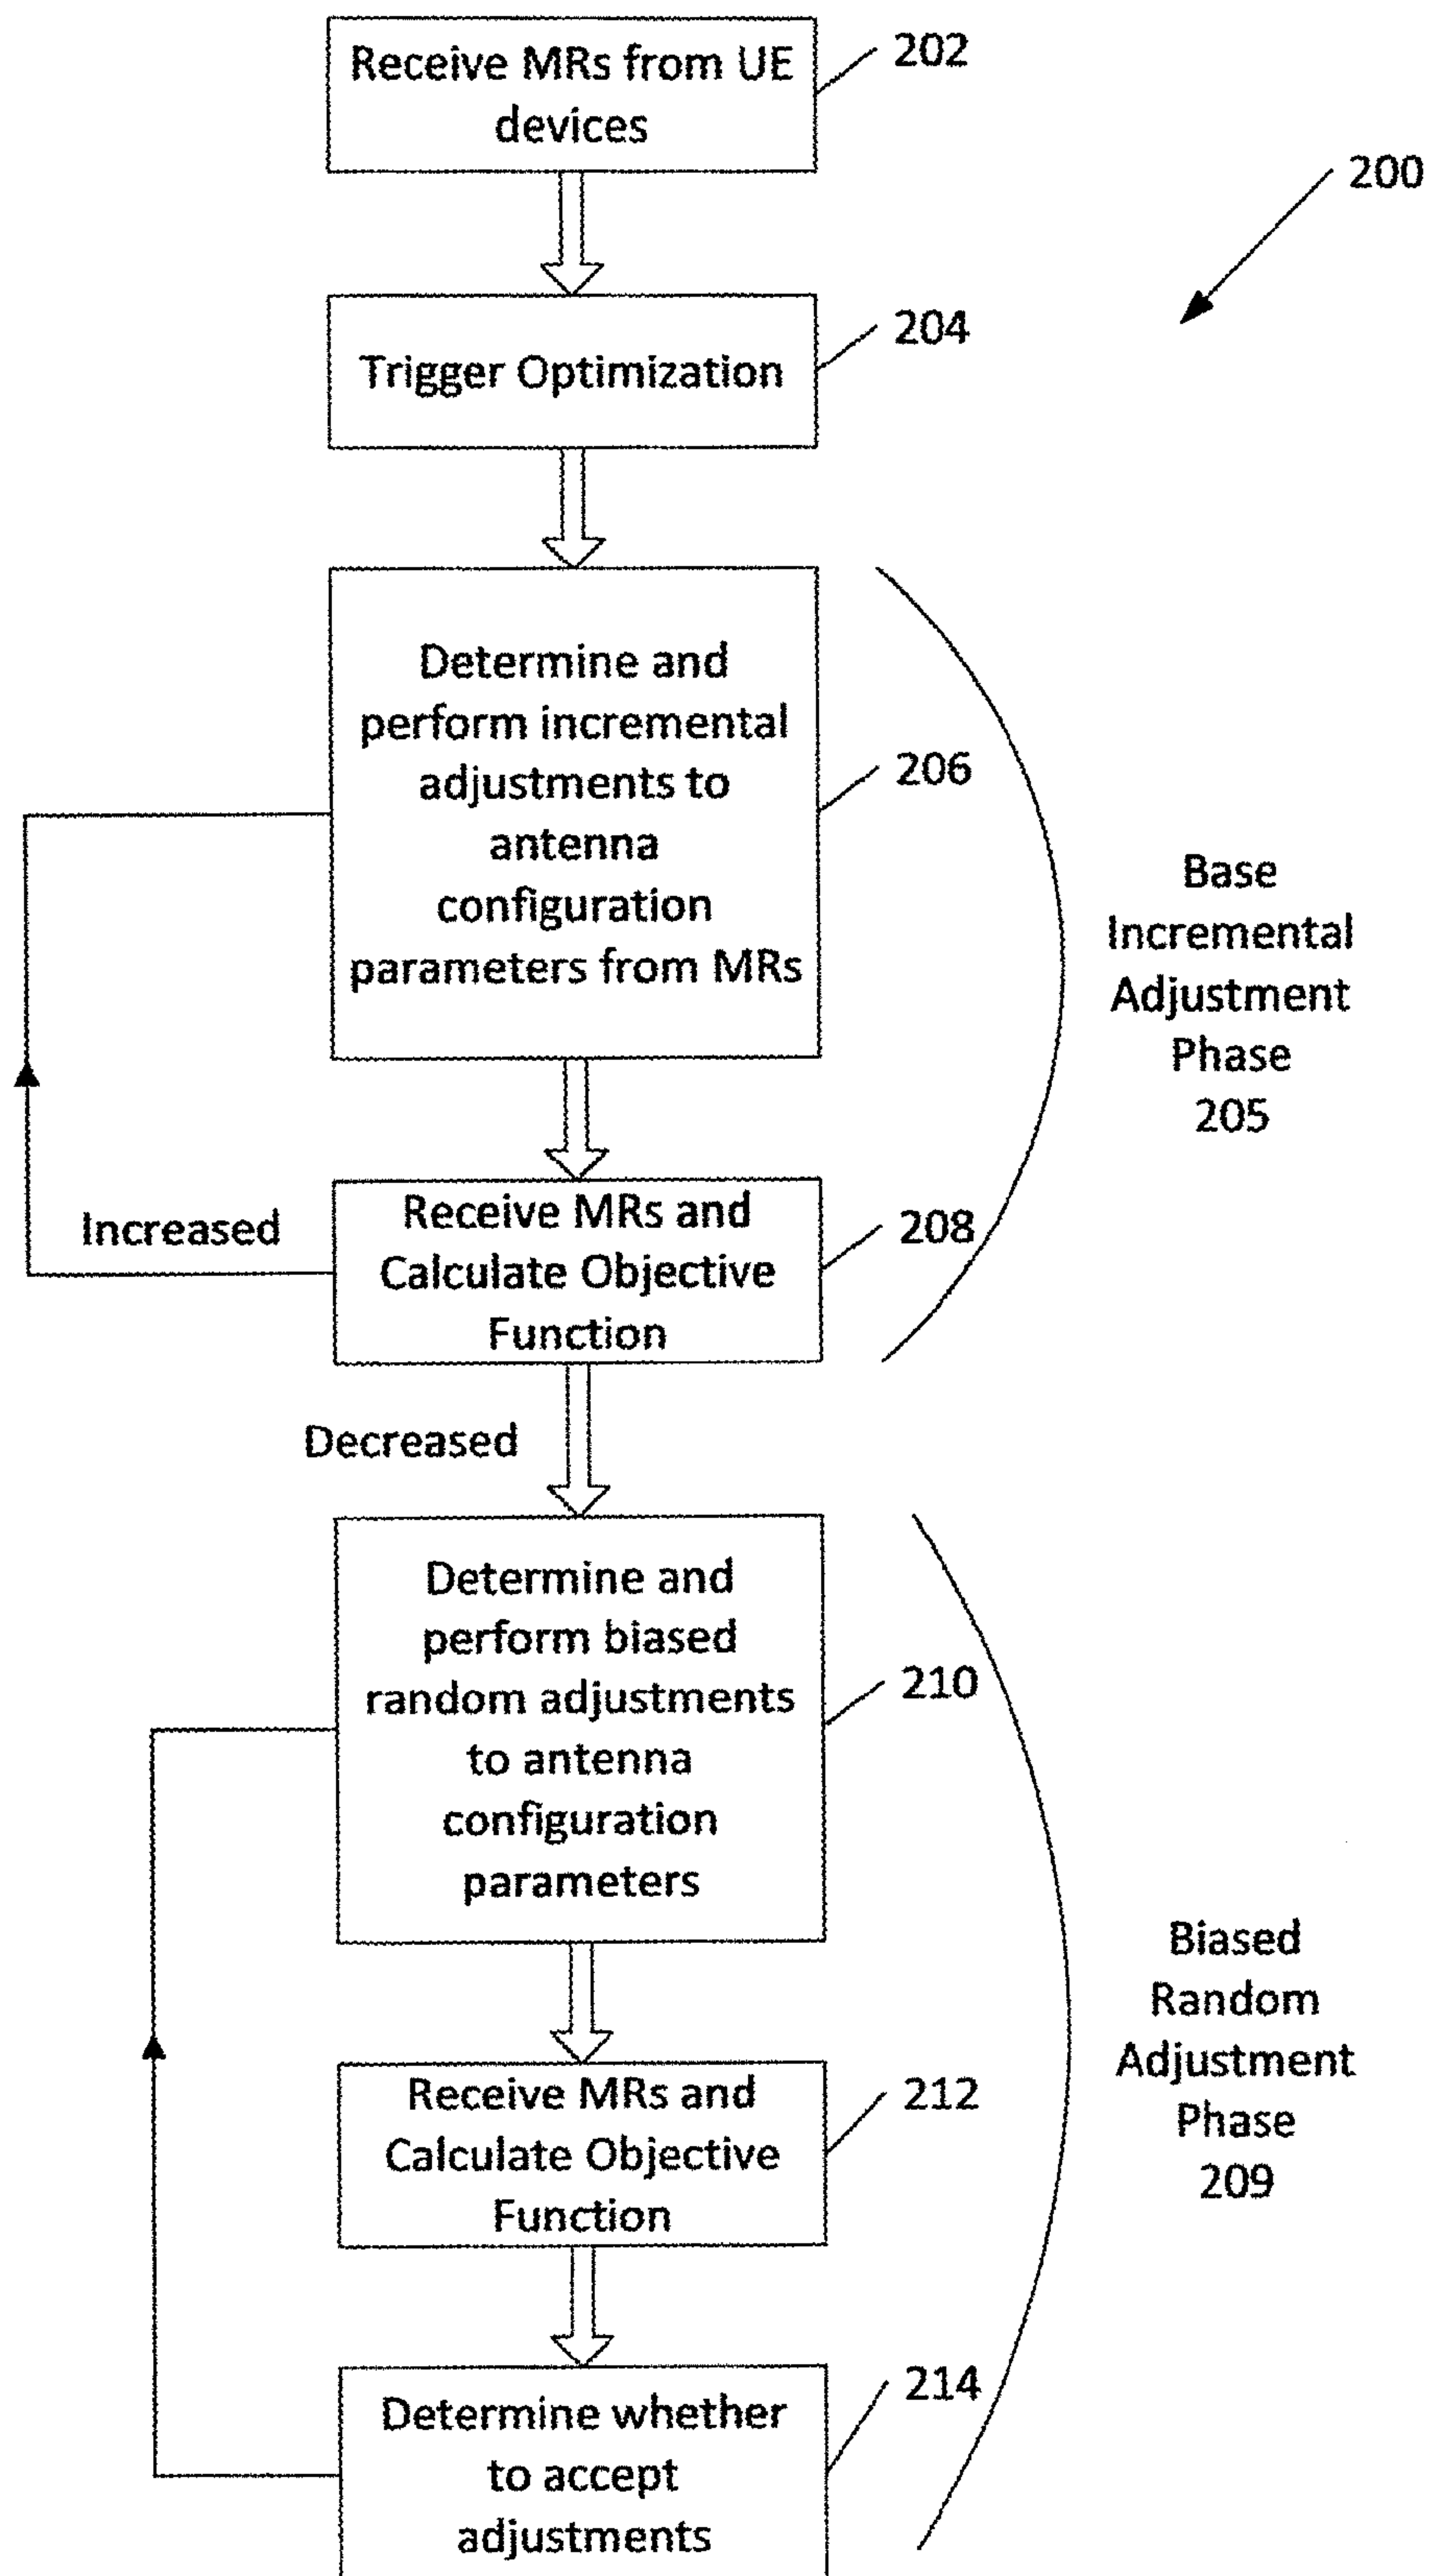 Receive MRs from UE
devices
202
200
Trigger Optimization
204
Determine and
perform incremental
adjustments to
antenna
configuration
parameters from MRs
206
Base
Incremental
Adjustment
Phase
205
Receive MRs and
Calculate Objective
Function
208
Increased
Decreased
Determine and
perform biased
random adjustments
to antenna
configuration
parameters
210
Biased
Random
Adjustment
Phase
209
Receive MRs and
Calculate Objective
Function
212
Determine whether
to accept
adjustments
214